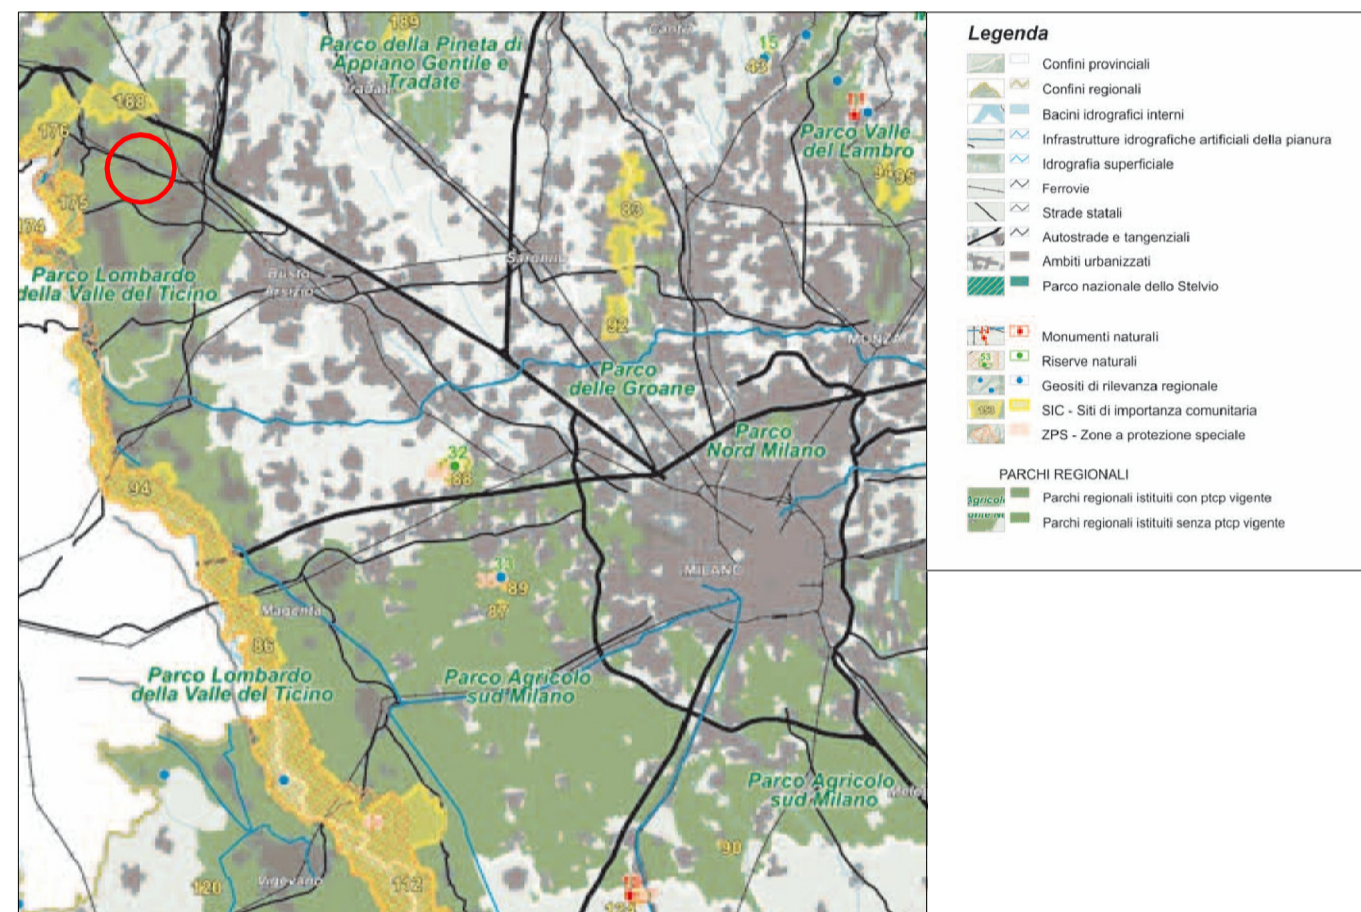 189
Parco della Pineta di
Appiano Gentile e
Tradate
Tradate
Cantù
15
43
188
176
Parco Valle
del Lambro
94
95
175
174
83
Saronno
Parco Lombardo
della Valle del Ticino
Busto
Arsizio
92
MONZA
Parco
delle Groane
Parco
Nord Milano
32
88
94
33
89
87
MILANO
Magenta
86
Parco Lombardo
della Valle del Ticino
Parco Agricolo
sud Milano
Parco Agricolo
sud Milano
90
120
Vigevano
112
Legenda
Confini provinciali
Confini regionali
Bacini idrografici interni
Infrastrutture idrografiche artificiali della pianura
Idrografia superficiale
Ferrovie
Strade statali
Autostrade e tangenziali
Ambiti urbanizzati
Parco nazionale dello Stelvio
Monumenti naturali
53
Riserve naturali
Geositi di rilevanza regionale
SIC - Siti di importanza comunitaria
ZPS - Zone a protezione speciale
PARCHI REGIONALI
Agricolo
Parchi regionali istituiti con ptcp vigente
Parchi regionali istituiti senza ptcp vigente